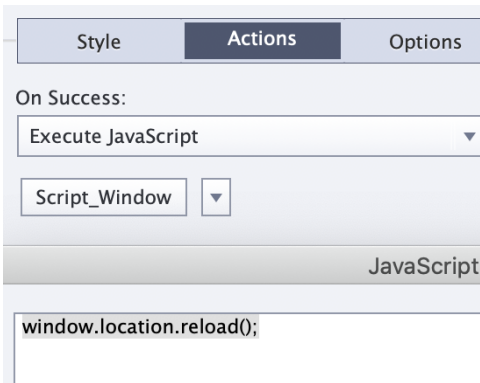 Style Actions Options
On Success:
Execute JavaScript
Script_Window
JavaScript
window.location.reload();